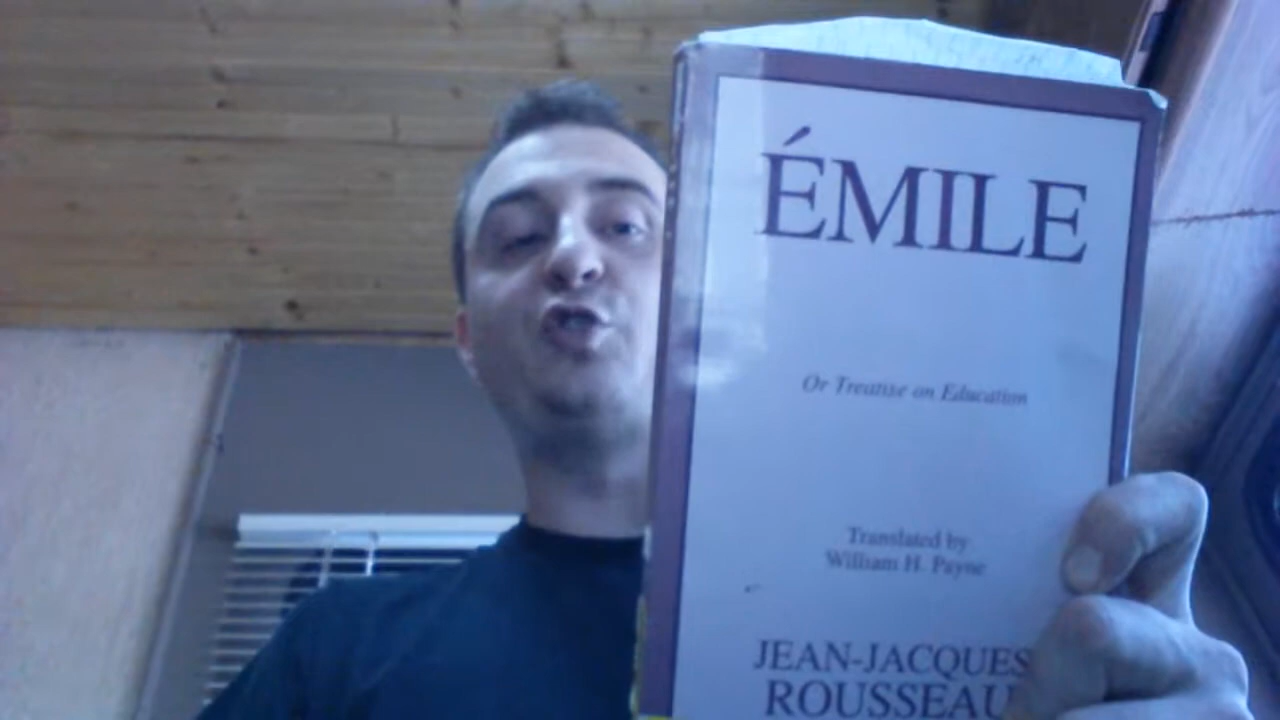 ÉMILE
Or Treatise on Education
Translated by
William H. Payne
JEAN-JACQUES
ROUSSEAU